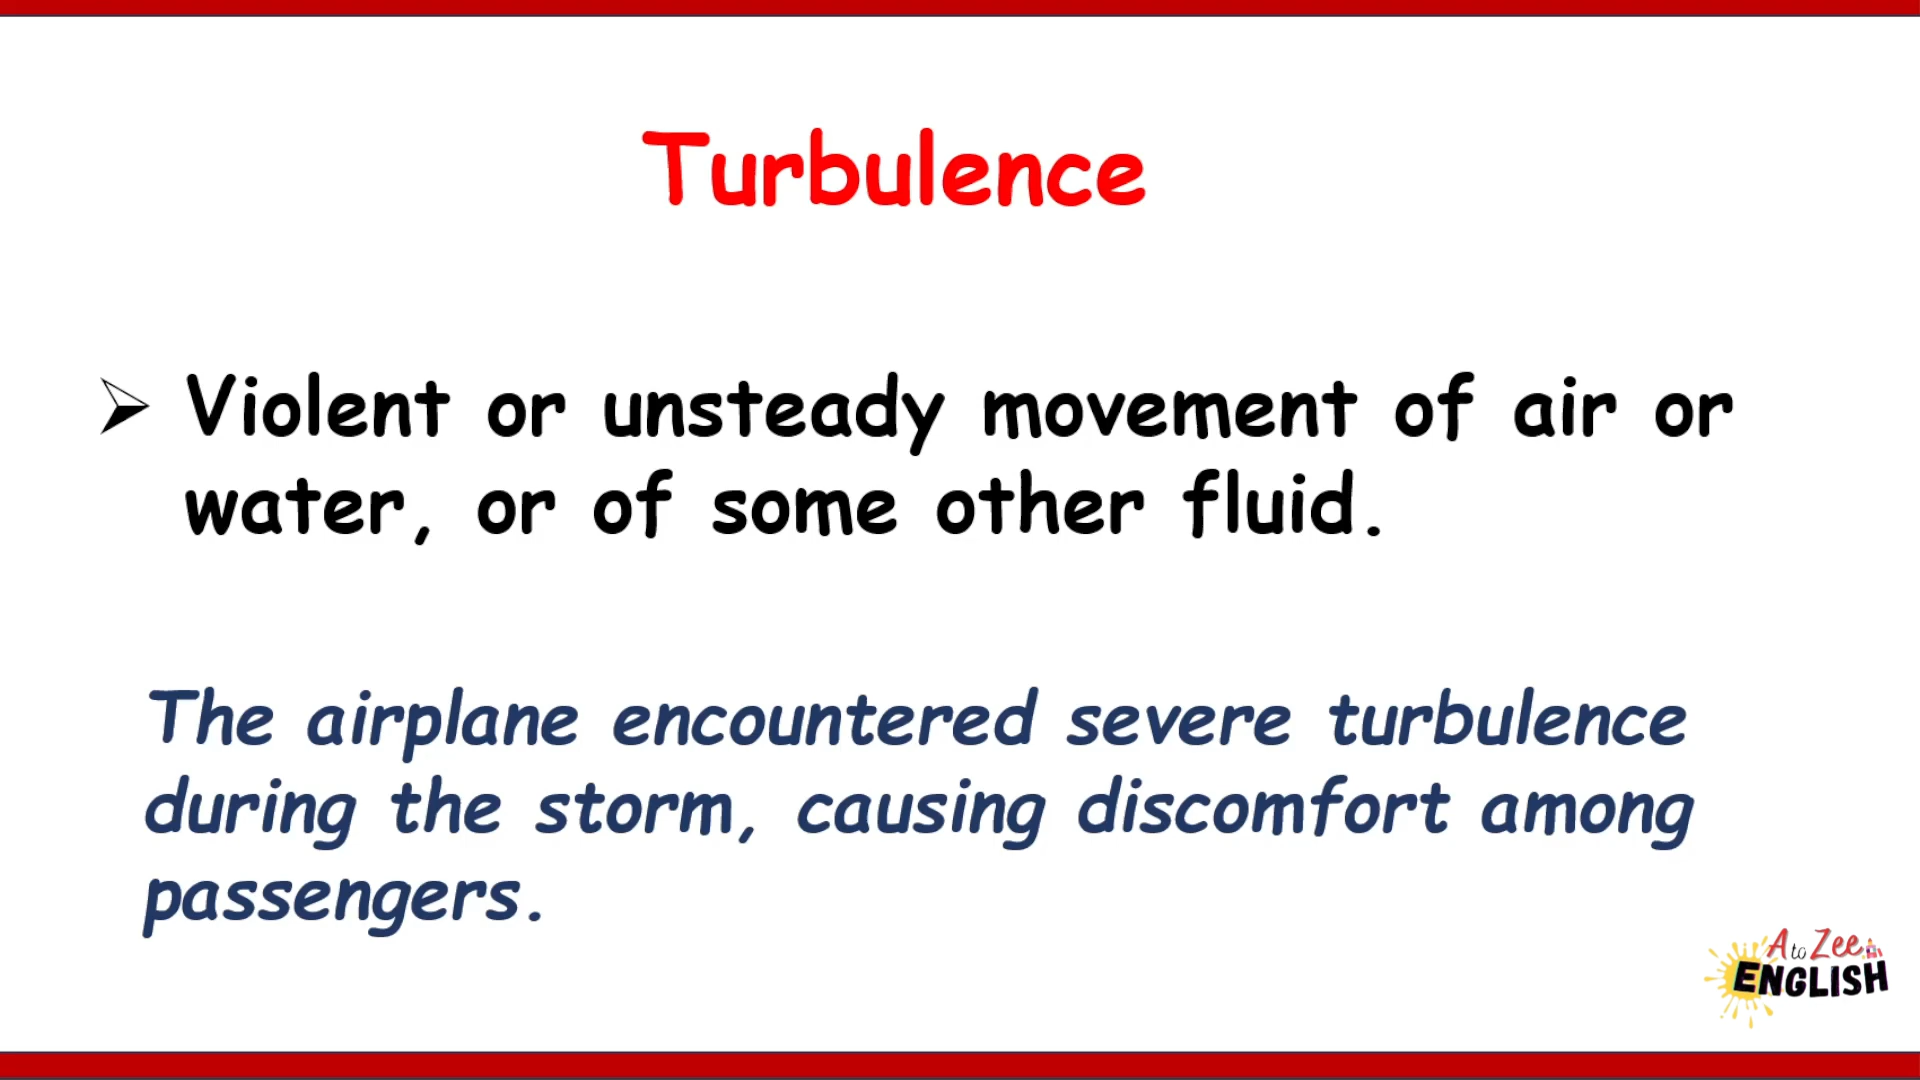 Turbulence
Violent or unsteady movement of air or
water, or of some other fluid.
The airplane encountered severe turbulence
during the storm, causing discomfort among
passengers.
A to Zee
ENGLISH